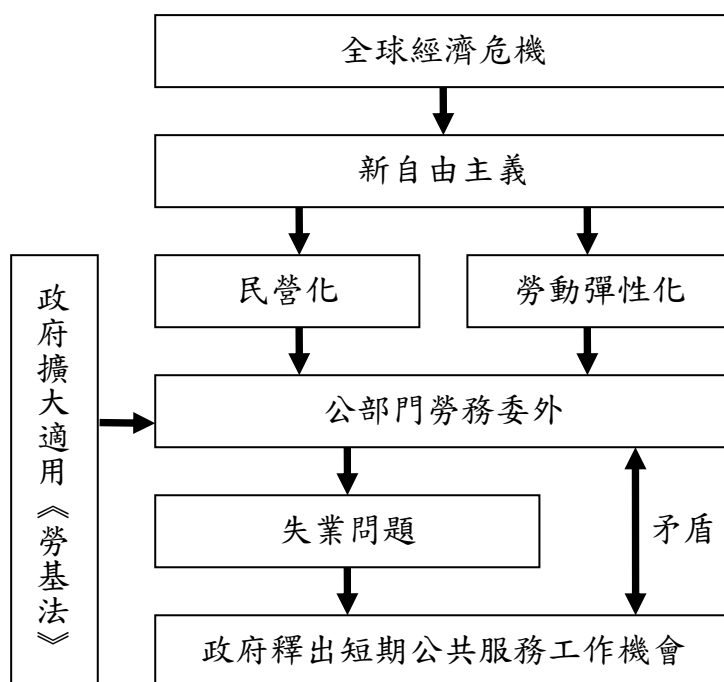 全球經濟危機
新自由主義
民營化
勞動彈性化
政府擴大適用《勞基法》
公部門勞務委外
失業問題
矛盾
政府釋出短期公共服務工作機會